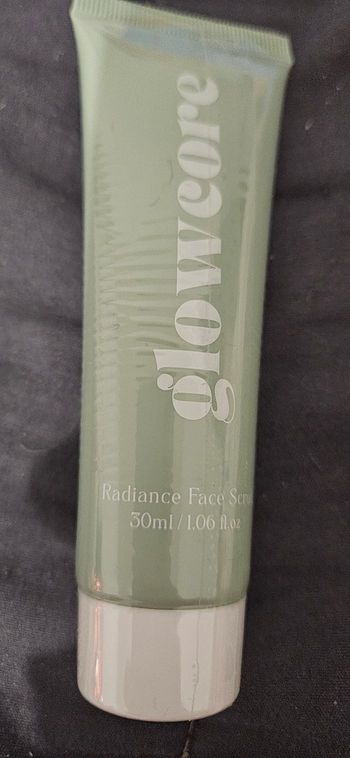 glowcore
Radiance Face Scru
30ml / 1.06 fl.oz